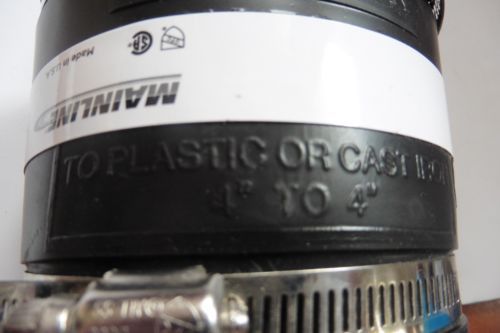 Made in U.S.A.
MAINLINE
TO PLASTIC OR CAST IRON
4" TO 4"